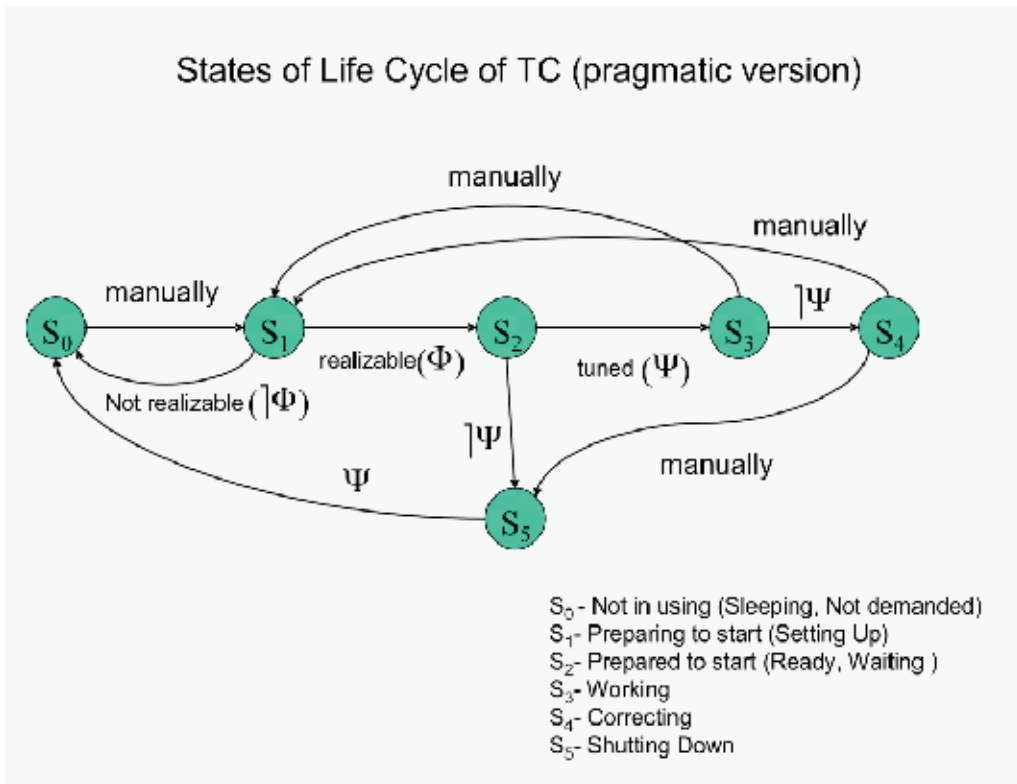 States of Life Cycle of TC (pragmatic version)
manually
manually
manually
⌉Ψ
S₀
S₁
S₂
S₃
S₄
realizable(Φ)
tuned (Ψ)
Not realizable (⌉Φ)
⌉Ψ
manually
Ψ
S₅
S₀- Not in using (Sleeping, Not demanded)
S₁- Preparing to start (Setting Up)
S₂- Prepared to start (Ready, Waiting )
S₃- Working
S₄- Correcting
S₅- Shutting Down